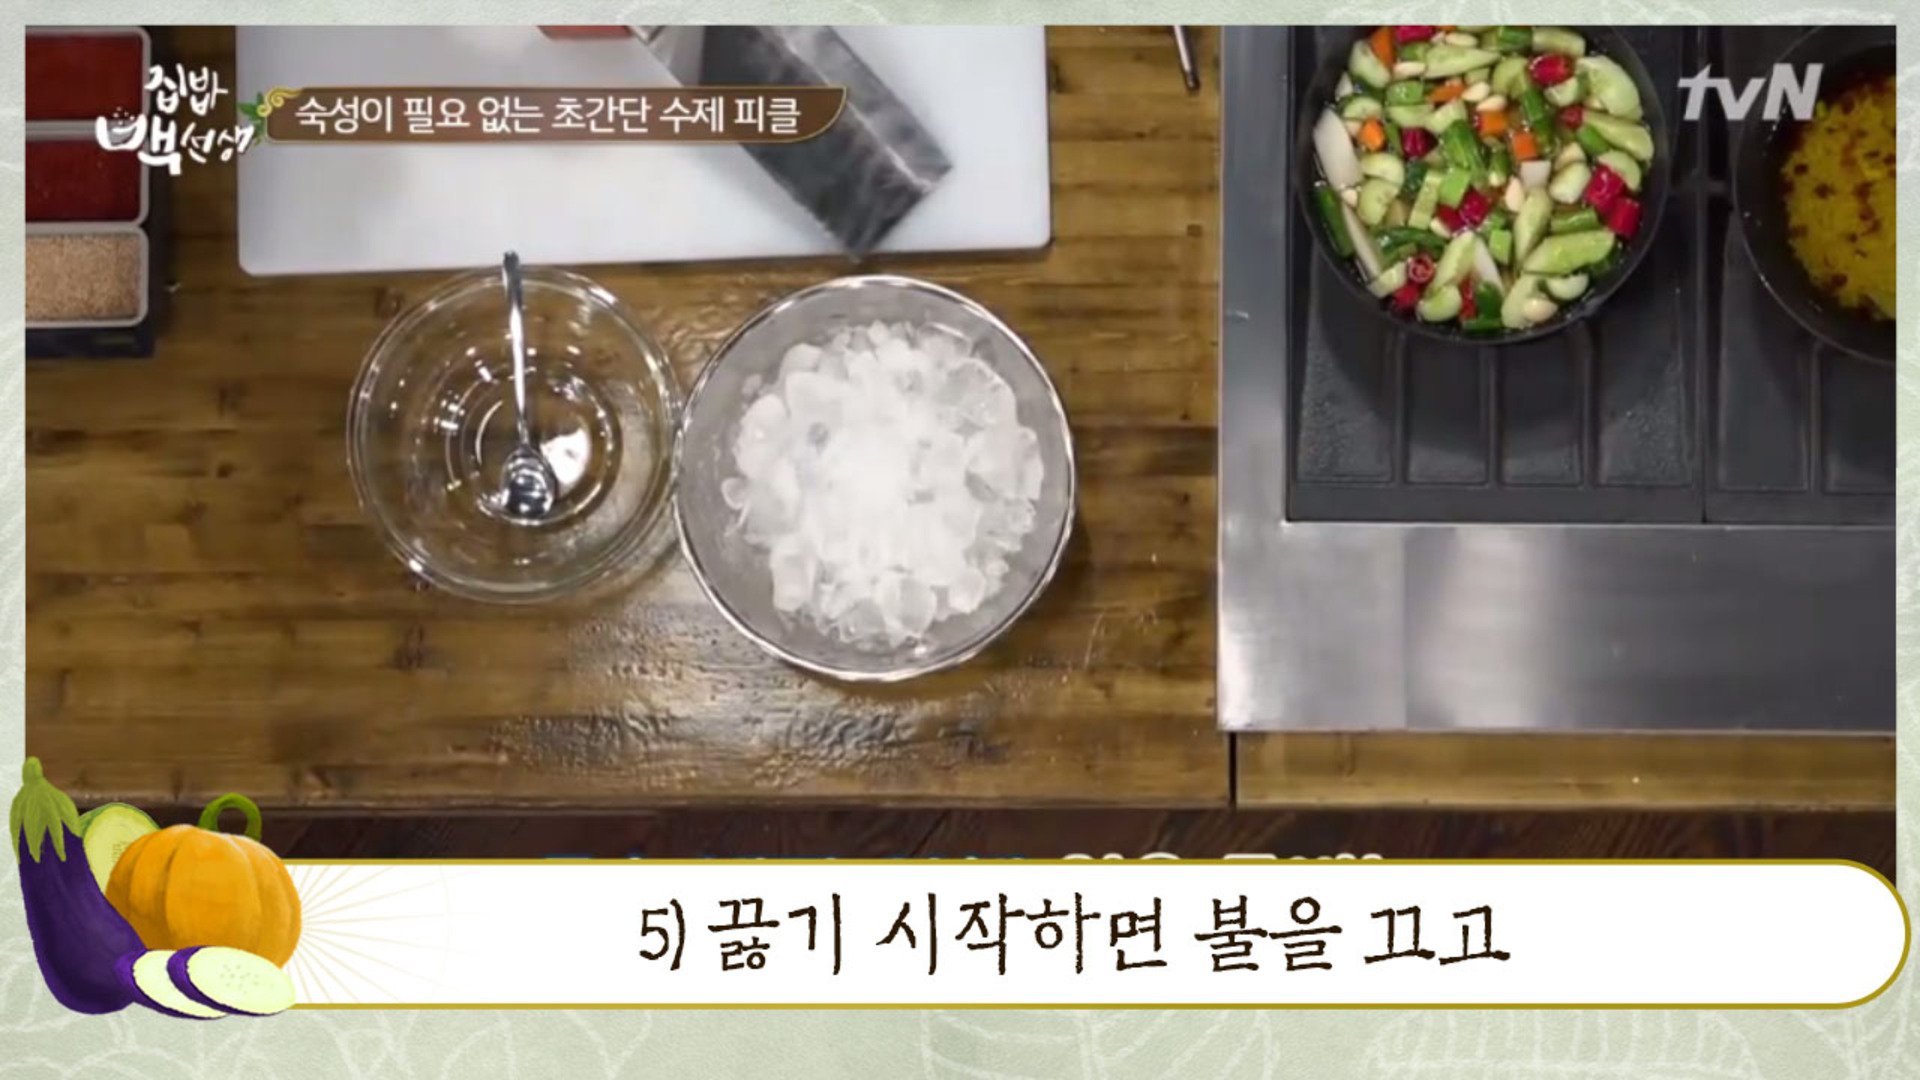 집밥
백선생
숙성이 필요 없는 초간단 수제 피클
tvN
5) 끓기 시작하면 불을 끄고